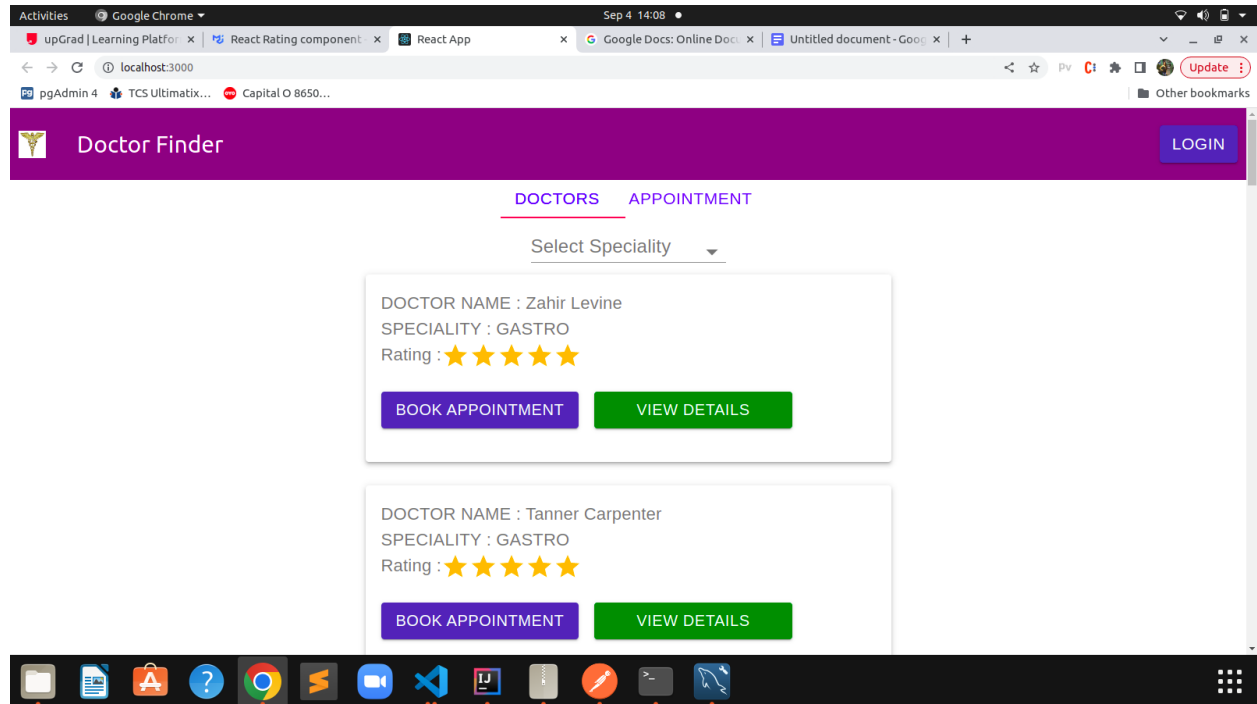 Activities Google Chrome Sep 4 14:08
upGrad | Learning Platfor React Rating component React App Google Docs: Online Doc Untitled document - Goog
localhost:3000 Pv Update
pgAdmin 4 TCS Ultimatix... Capital O 8650... Other bookmarks
Doctor Finder LOGIN
DOCTORS APPOINTMENT
Select Speciality
DOCTOR NAME : Zahir Levine
SPECIALITY : GASTRO
Rating :
BOOK APPOINTMENT VIEW DETAILS
DOCTOR NAME : Tanner Carpenter
SPECIALITY : GASTRO
Rating :
BOOK APPOINTMENT VIEW DETAILS